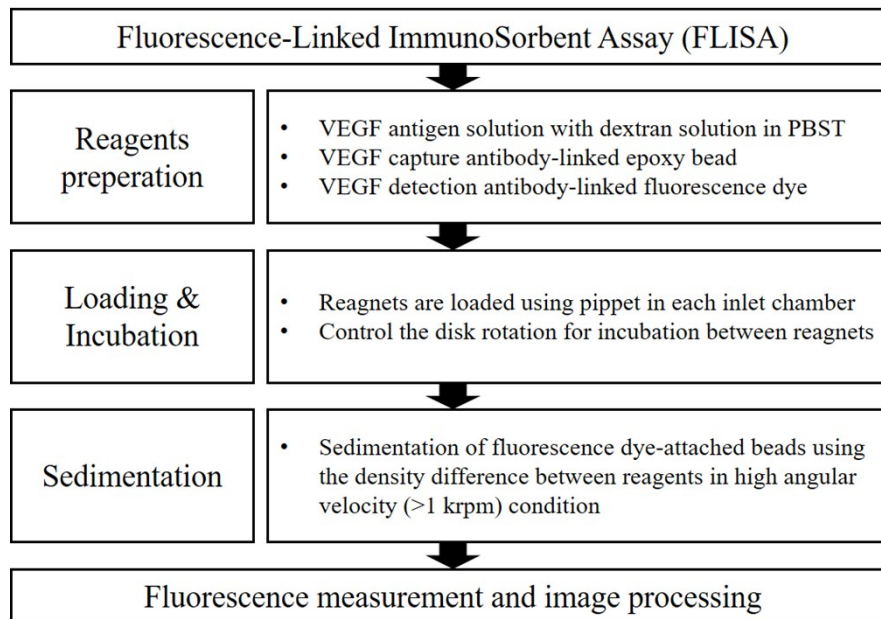 Fluorescence-Linked ImmunoSorbent Assay (FLISA)
Reagents
preperation
• VEGF antigen solution with dextran solution in PBST
• VEGF capture antibody-linked epoxy bead
• VEGF detection antibody-linked fluorescence dye
Loading &
Incubation
• Reagnets are loaded using pippet in each inlet chamber
• Control the disk rotation for incubation between reagnets
Sedimentation
• Sedimentation of fluorescence dye-attached beads using
the density difference between reagents in high angular
velocity (>1 krpm) condition
Fluorescence measurement and image processing